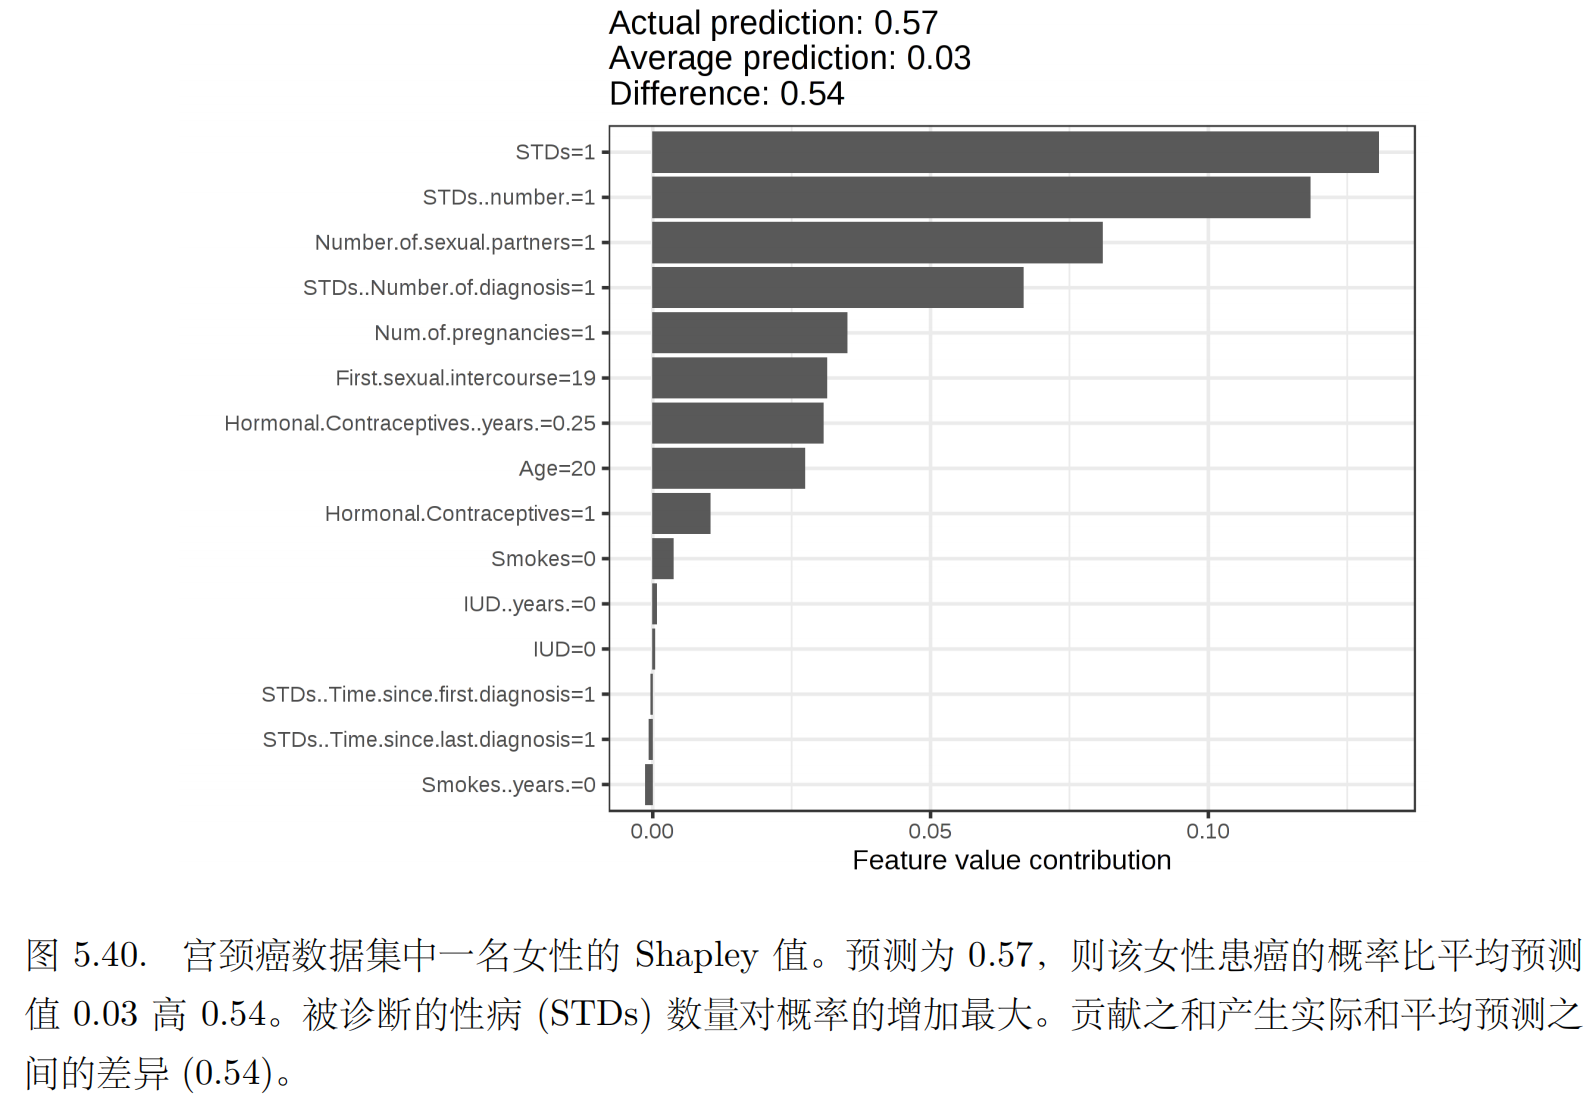 Actual prediction: 0.57
Average prediction: 0.03
Difference: 0.54
STDs=1
STDs..number.=1
Number.of.sexual.partners=1
STDs..Number.of.diagnosis=1
Num.of.pregnancies=1
First.sexual.intercourse=19
Hormonal.Contraceptives..years.=0.25
Age=20
Hormonal.Contraceptives=1
Smokes=0
IUD..years.=0
IUD=0
STDs..Time.since.first.diagnosis=1
STDs..Time.since.last.diagnosis=1
Smokes..years.=0
0.00 0.05 0.10
Feature value contribution
图 5.40. 宫颈癌数据集中一名女性的 Shapley 值。预测为 0.57，则该女性患癌的概率比平均预测
值 0.03 高 0.54。被诊断的性病 (STDs) 数量对概率的增加最大。贡献之和产生实际和平均预测之
间的差异 (0.54)。